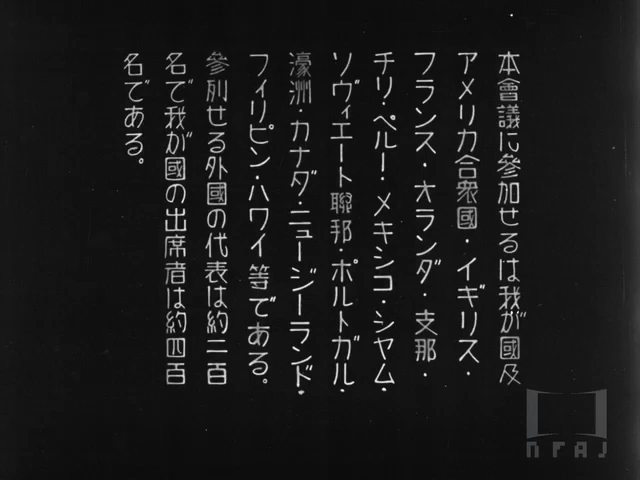 本會議に參加せるは我が國及
アメリカ合衆國・イギリス・
フランス・オランダ・支那・
チリ・ペルー・メキシコ・シヤム・
ソヴィエート聯邦・ポルトガル・
濠洲・カナダ・ニュージーランド・
フィリピン・ハワイ等である。
參列せる外國の代表は約二百
名で我が國の出席者は約四百
名である。
NFAJ